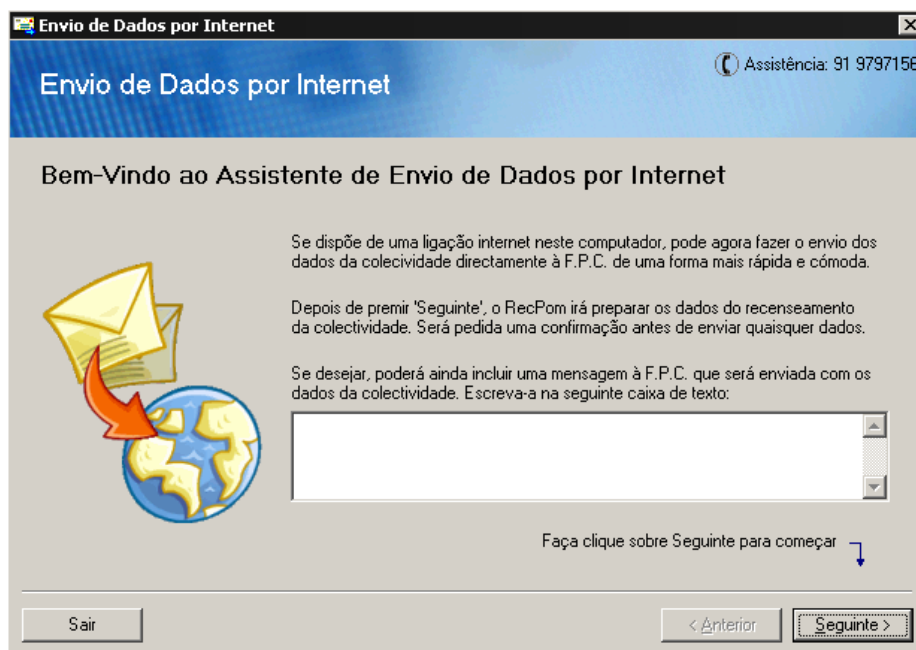 Envio de Dados por Internet
Envio de Dados por Internet
Assistência: 91 9797156
Bem-Vindo ao Assistente de Envio de Dados por Internet
Se dispõe de uma ligação internet neste computador, pode agora fazer o envio dos
dados da colecividade directamente à F.P.C. de uma forma mais rápida e cómoda.
Depois de premir 'Seguinte', o RecPom irá preparar os dados do recenseamento
da colectividade. Será pedida uma confirmação antes de enviar quaisquer dados.
Se desejar, poderá ainda incluir uma mensagem à F.P.C. que será enviada com os
dados da colectividade. Escreva-a na seguinte caixa de texto:
Faça clique sobre Seguinte para começar
Sair
< Anterior
Seguinte >